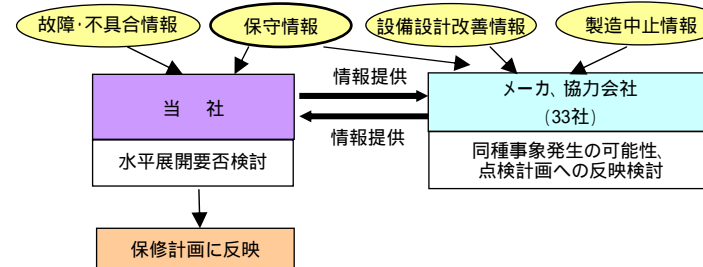 故障・不具合情報
保守情報
設備設計改善情報
製造中止情報
情報提供
当 社
メーカ、協力会社
(33社)
情報提供
水平展開要否検討
同種事象発生の可能性、
点検計画への反映検討
保修計画に反映